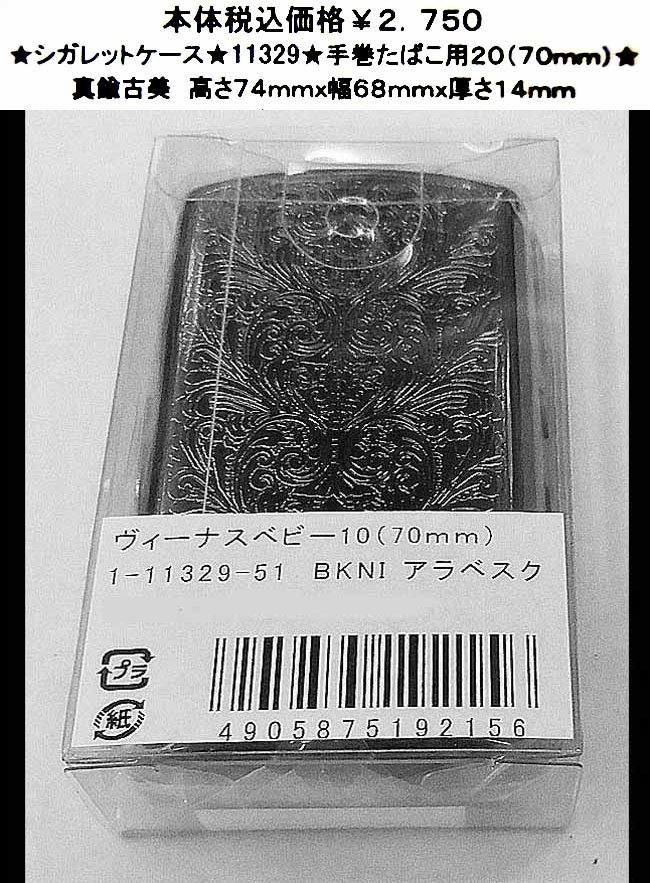 本体税込価格￥２．７５０
★シガレットケース★11329★手巻たばこ用２０（７０ｍｍ）★
真鍮古美　高さ７４ｍｍｘ幅６８ｍｍｘ厚さ１４ｍｍ
ヴィーナスベビー10（70ｍｍ）
1-11329-51 BKNI アラベスク
プラ
紙
4905875192156